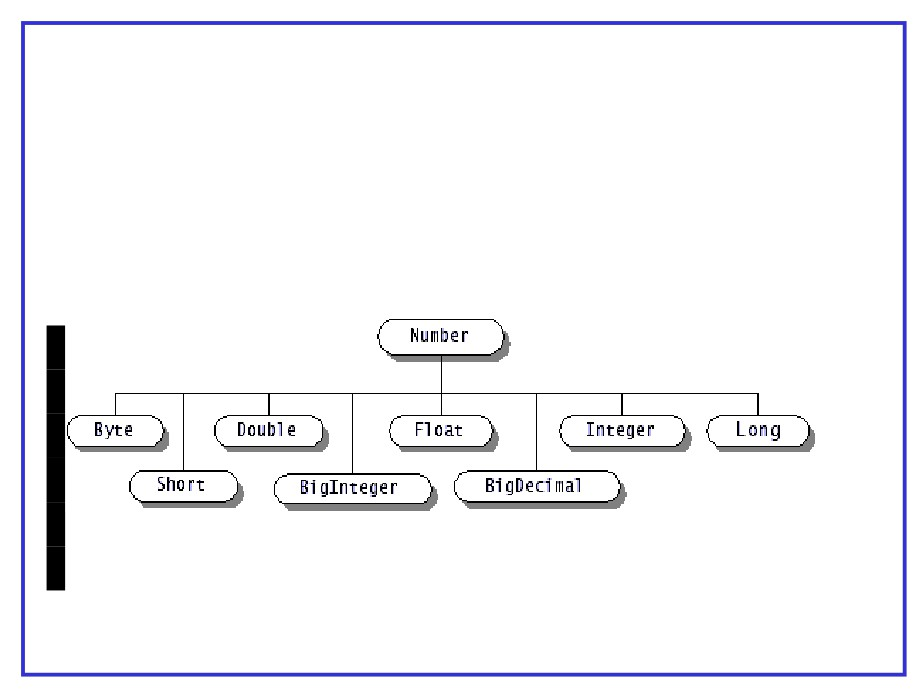 Number
Byte Double Float Integer Long
Short BigInteger BigDecimal